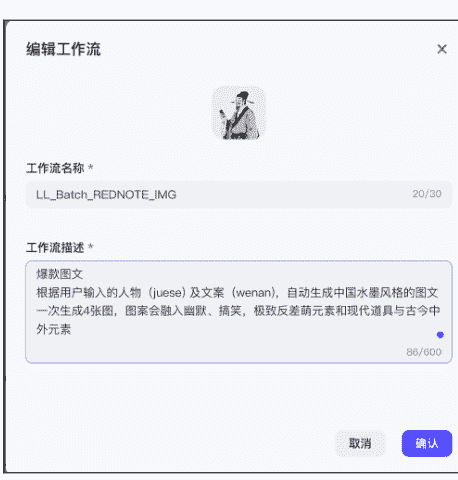 编辑工作流
工作流名称 *
LL_Batch_REDNOTE_IMG
20/30
工作流描述 *
爆款图文
根据用户输入的人物（juese)及文案（wenan)，自动生成中国水墨风格的图文
一次生成4张图，图案会融入幽默、搞笑，极致反差萌元素和现代道具与古今中
外元素
86/600
取消
确认